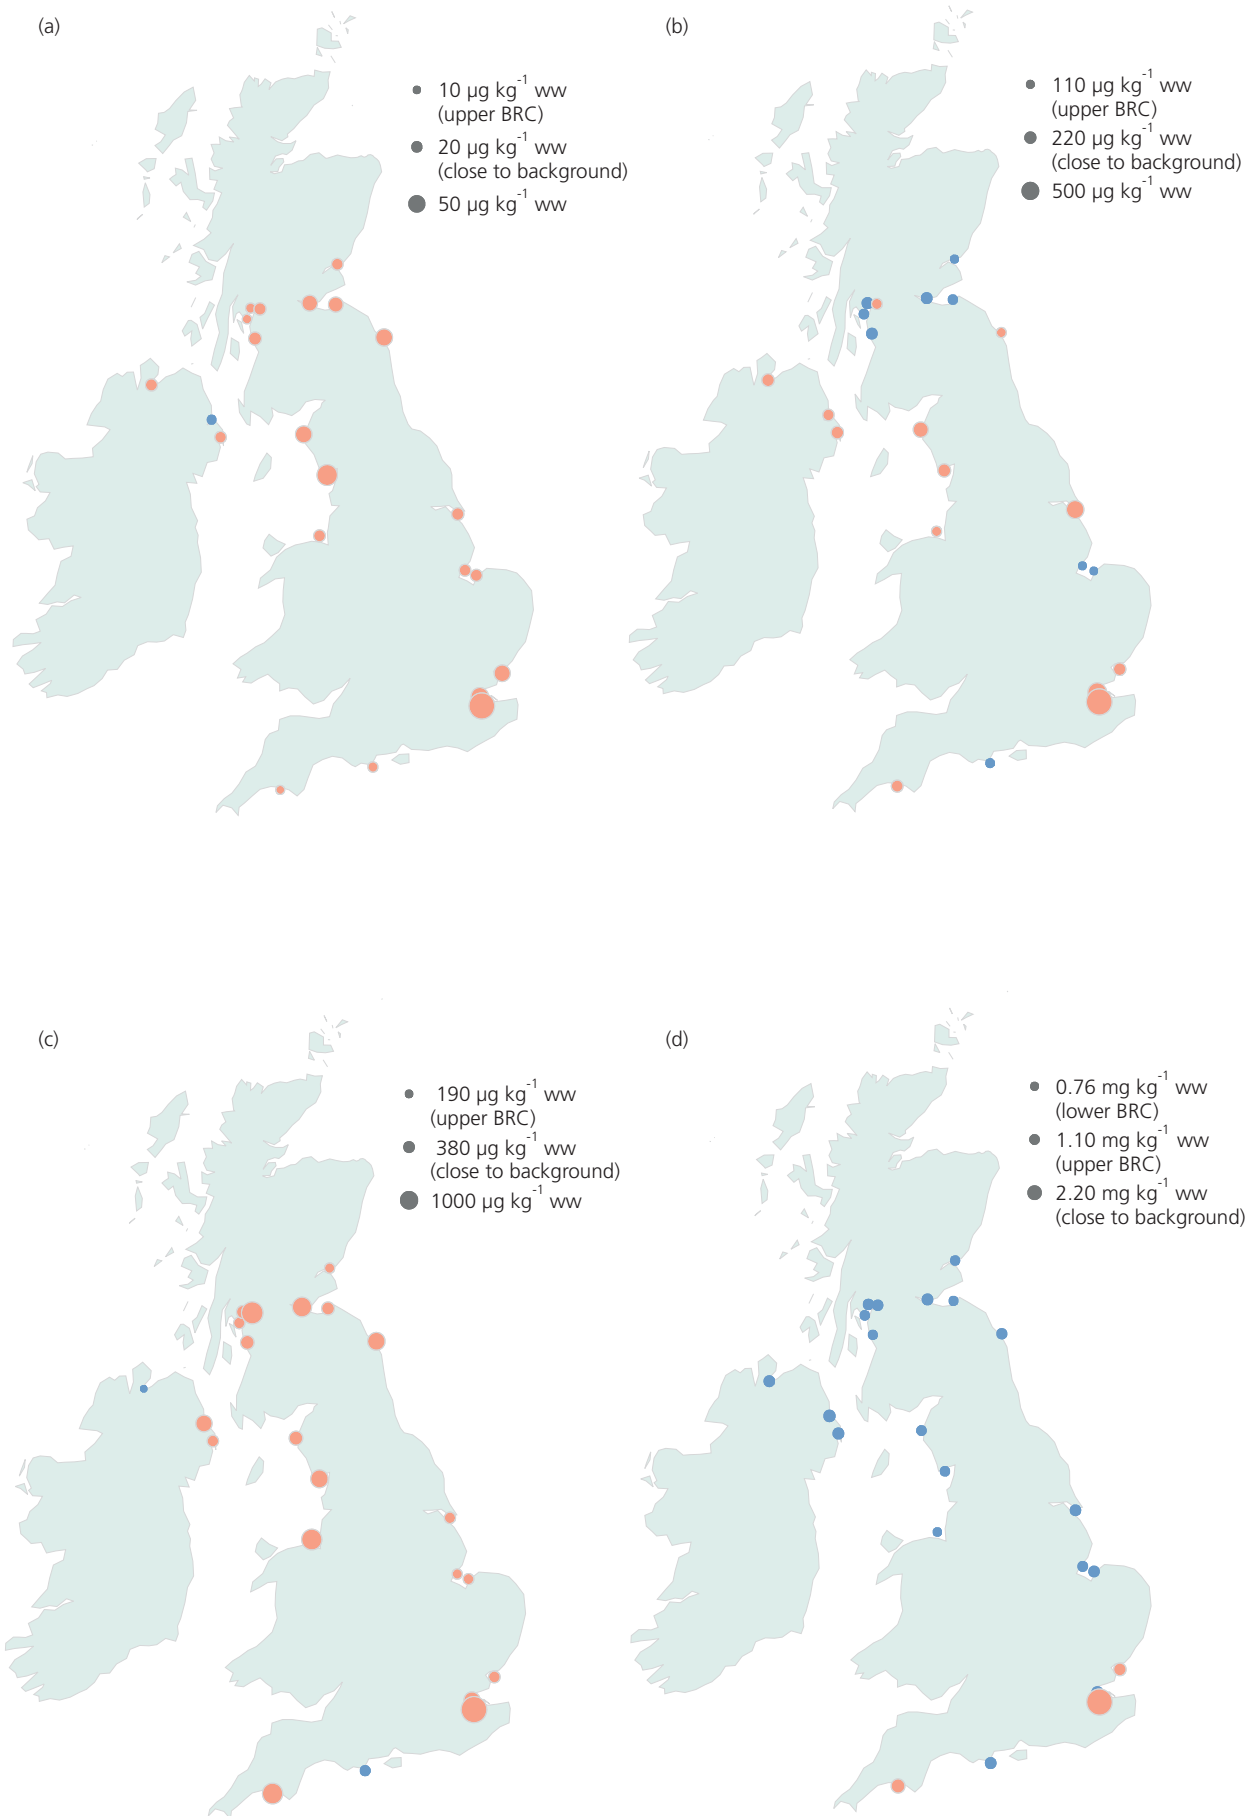 (a)
10 µg kg⁻¹ ww
(upper BRC)
20 µg kg⁻¹ ww
(close to background)
50 µg kg⁻¹ ww
(b)
110 µg kg⁻¹ ww
(upper BRC)
220 µg kg⁻¹ ww
(close to background)
500 µg kg⁻¹ ww
(c)
190 µg kg⁻¹ ww
(upper BRC)
380 µg kg⁻¹ ww
(close to background)
1000 µg kg⁻¹ ww
(d)
0.76 mg kg⁻¹ ww
(lower BRC)
1.10 mg kg⁻¹ ww
(upper BRC)
2.20 mg kg⁻¹ ww
(close to background)